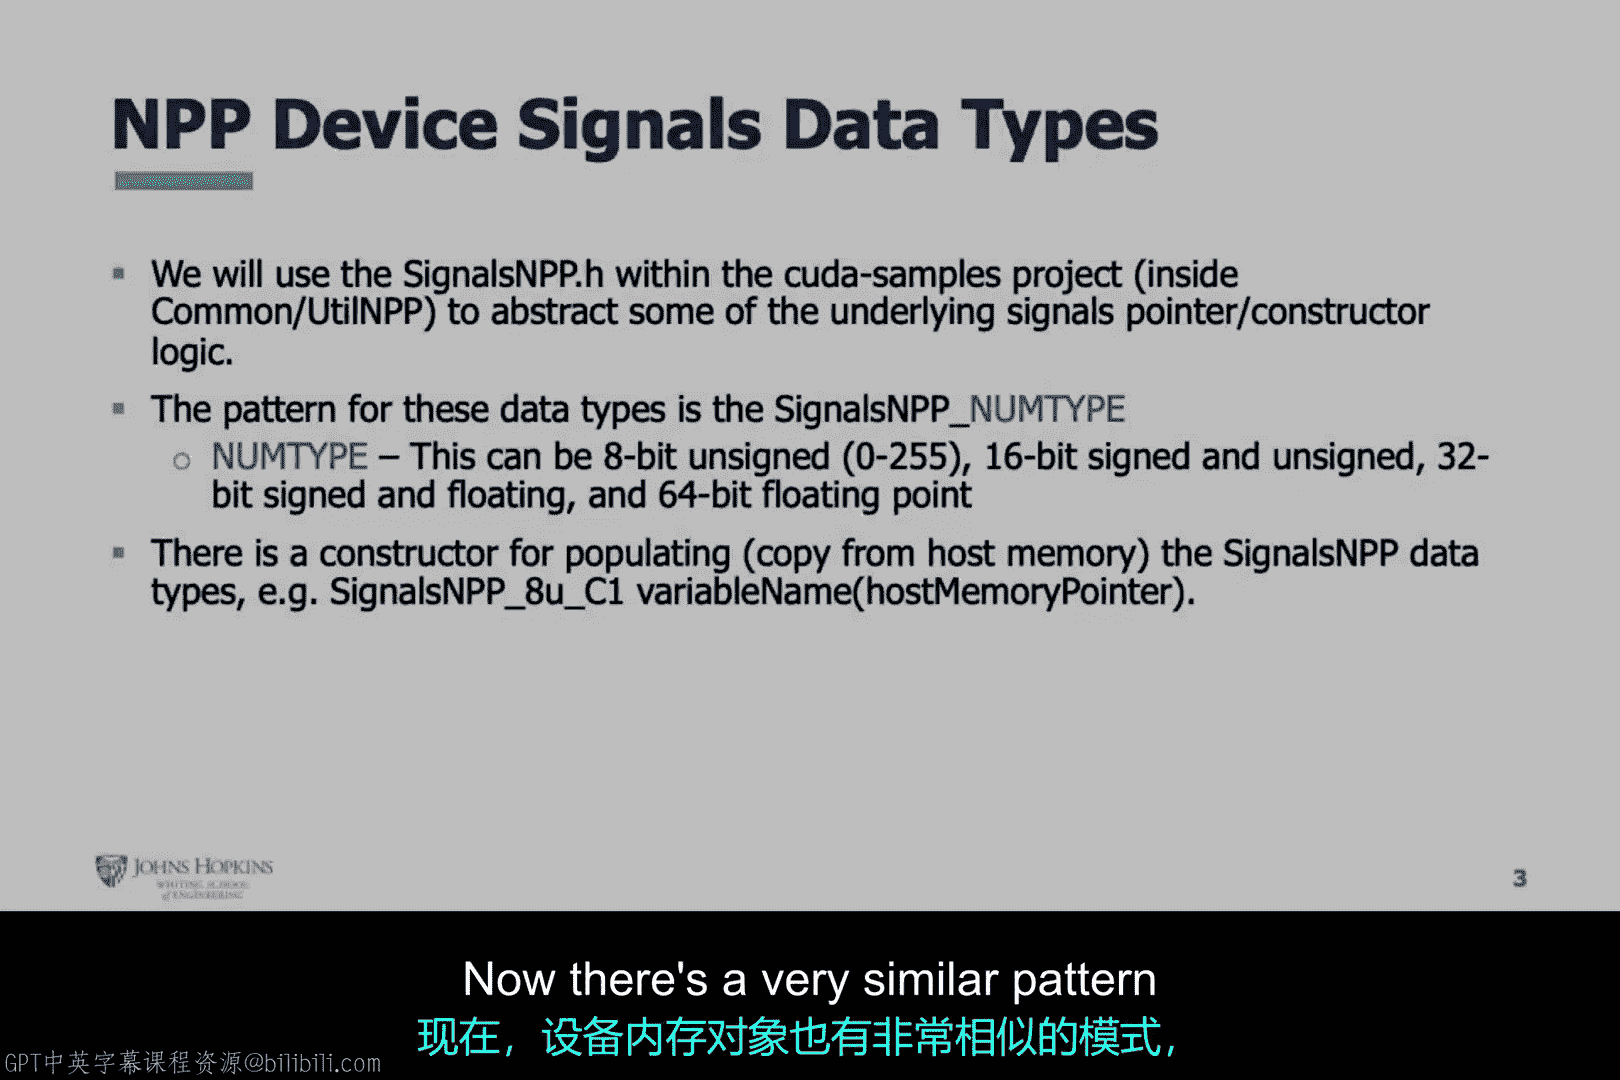 NPP Device Signals Data Types
We will use the SignalsNPP.h within the cuda-samples project (inside
Common/UtilNPP) to abstract some of the underlying signals pointer/constructor
logic.
The pattern for these data types is the SignalsNPP_NUMTYPE
NUMTYPE – This can be 8-bit unsigned (0-255), 16-bit signed and unsigned, 32-
bit signed and floating, and 64-bit floating point
There is a constructor for populating (copy from host memory) the SignalsNPP data
types, e.g. SignalsNPP_8u_C1 variableName(hostMemoryPointer).
JOHNS HOPKINS
WHITING SCHOOL
of ENGINEERING
3
Now there's a very similar pattern
现在，设备内存对象也有非常相似的模式，
GPT中英字幕课程资源@bilibili.com